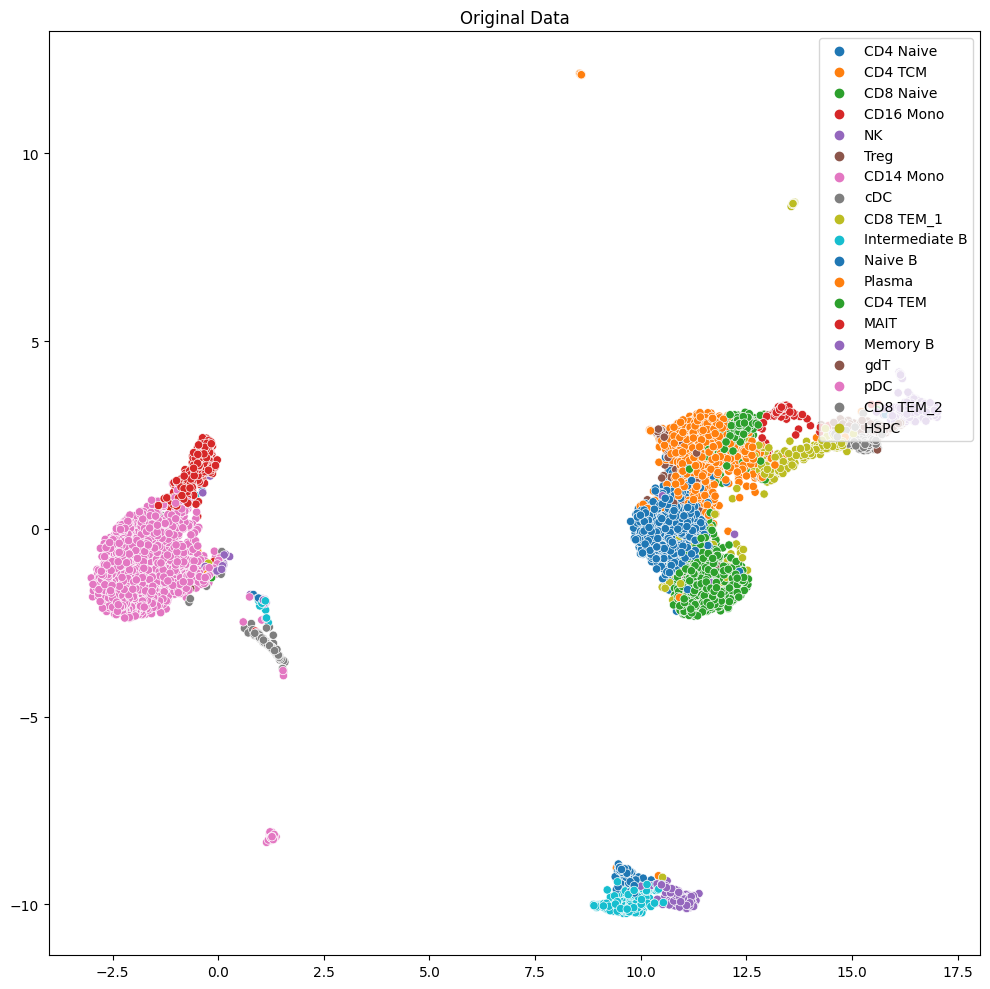 Original Data
CD4 Naive
CD4 TCM
CD8 Naive
CD16 Mono
NK
Treg
CD14 Mono
cDC
CD8 TEM_1
Intermediate B
Naive B
Plasma
CD4 TEM
MAIT
Memory B
gdT
pDC
CD8 TEM_2
HSPC
10
5
0
−5
−10
−2.5 0.0 2.5 5.0 7.5 10.0 12.5 15.0 17.5